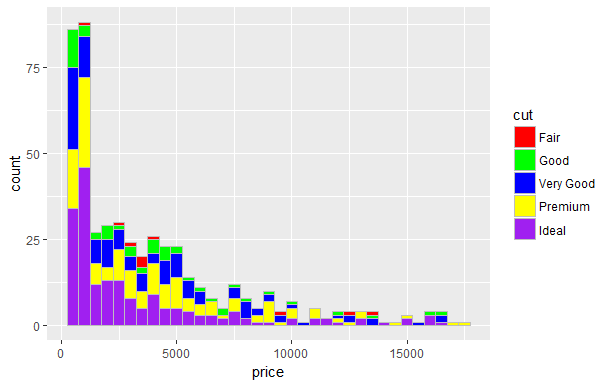 75
50
25
0
count
0
5000
10000
15000
price
cut
Fair
Good
Very Good
Premium
Ideal